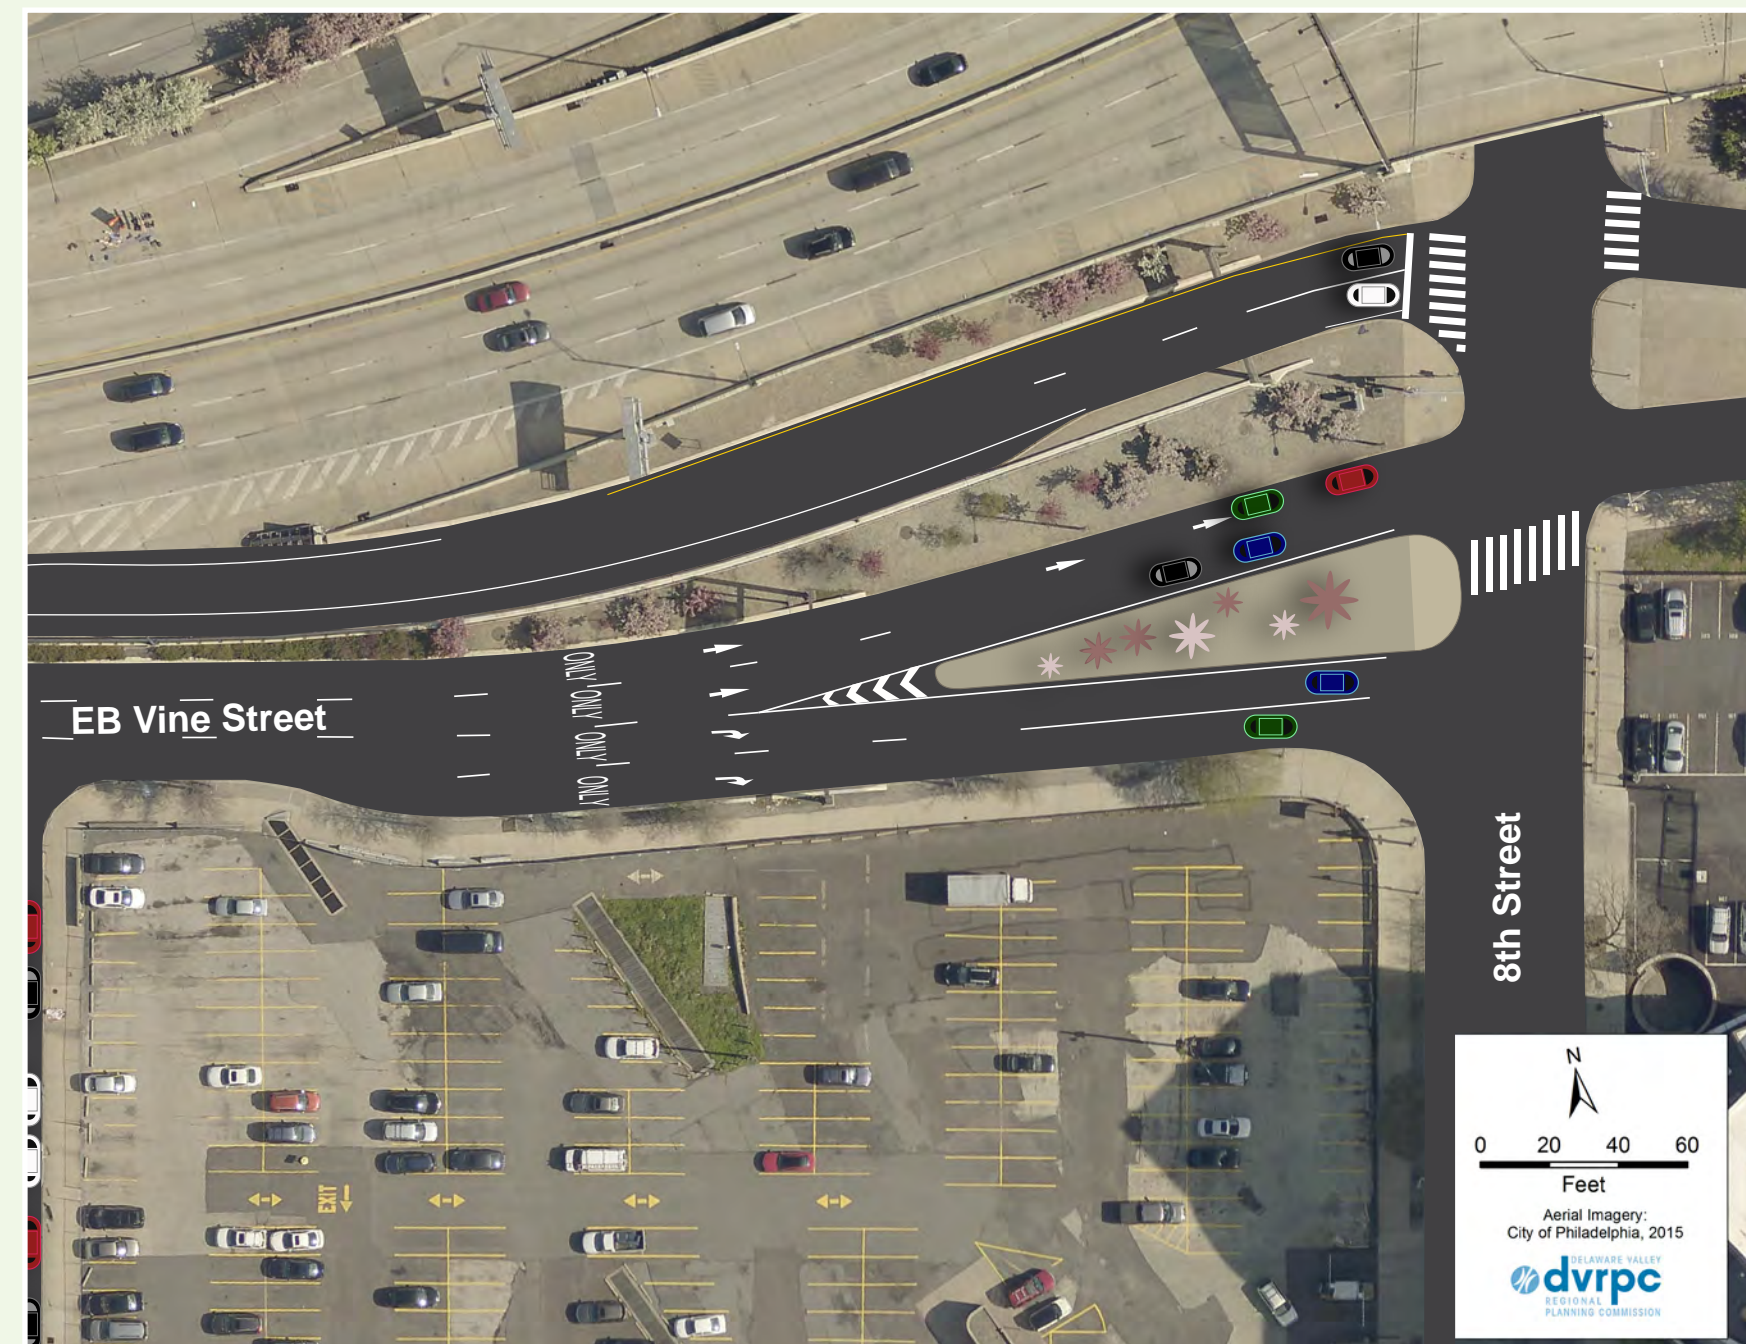 ONLY
ONLY
ONLY
ONLY
EB Vine Street
8th Street
EXIT
N
0 20 40 60
Feet
Aerial Imagery:
City of Philadelphia, 2015
DELAWARE VALLEY
dvrpc
REGIONAL
PLANNING COMMISSION